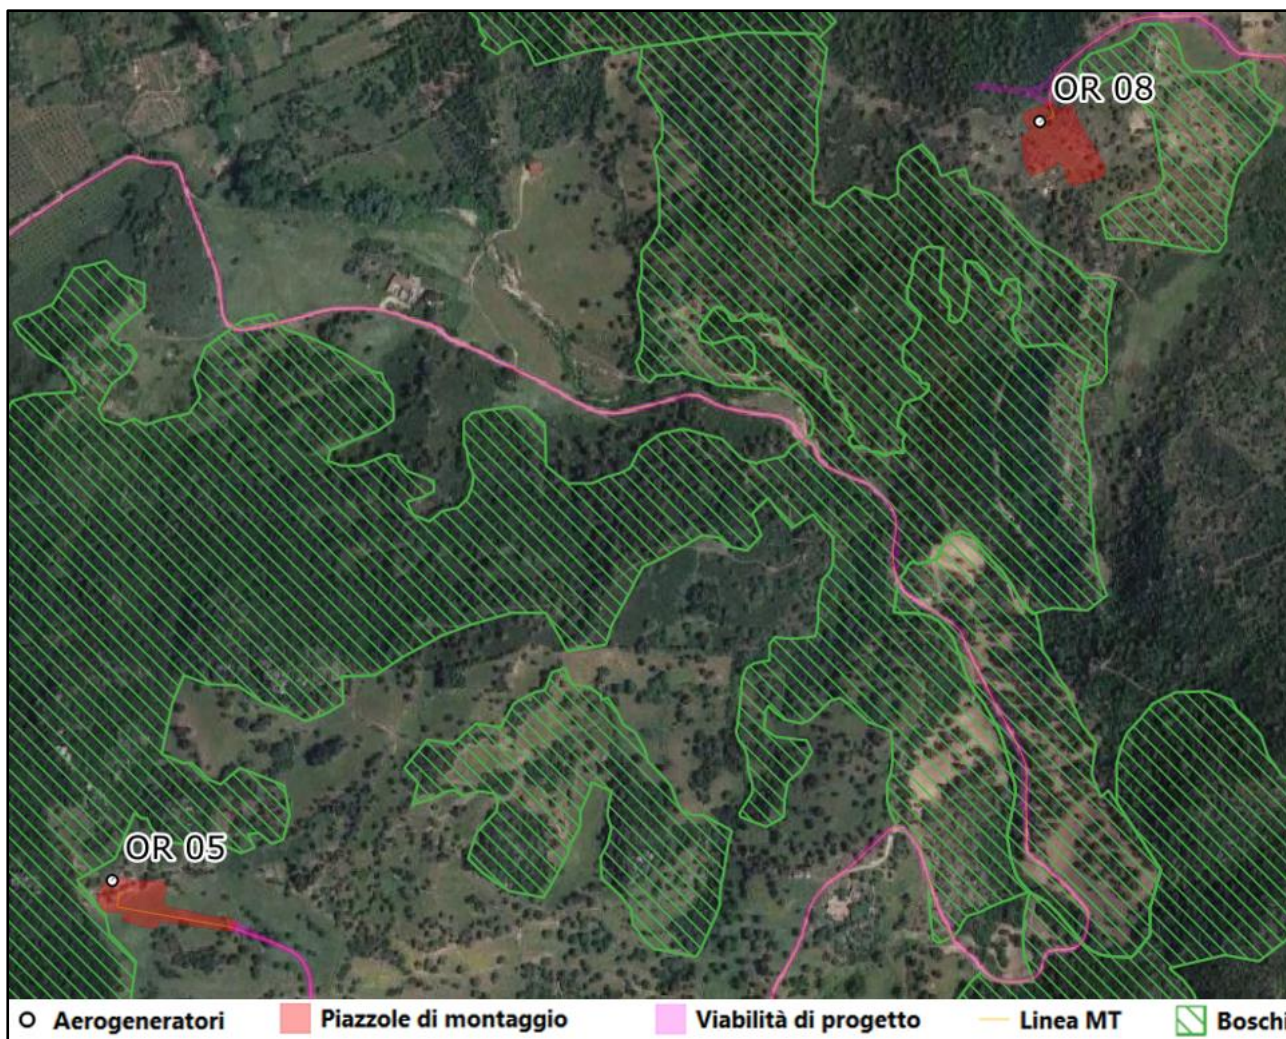 OR 08
OR 05
Aerogeneratori Piazzole di montaggio Viabilità di progetto Linea MT Boschi